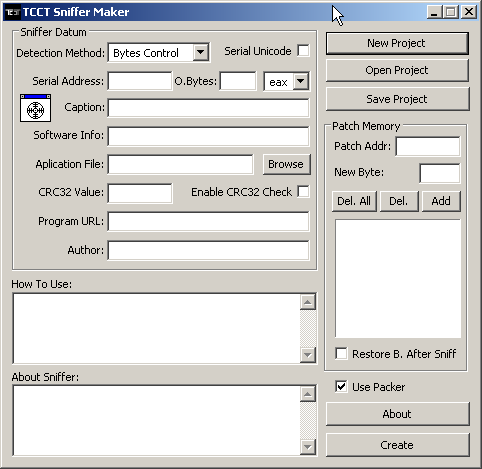 TCCT TCCT Sniffer Maker
Sniffer Datum
Detection Method: Bytes Control Serial Unicode
Serial Address: O.Bytes: eax
Caption:
Software Info:
Aplication File: Browse
CRC32 Value: Enable CRC32 Check
Program URL:
Author:
How To Use:
About Sniffer:
New Project
Open Project
Save Project
Patch Memory
Patch Addr:
New Byte:
Del. All Del. Add
Restore B. After Sniff
Use Packer
About
Create